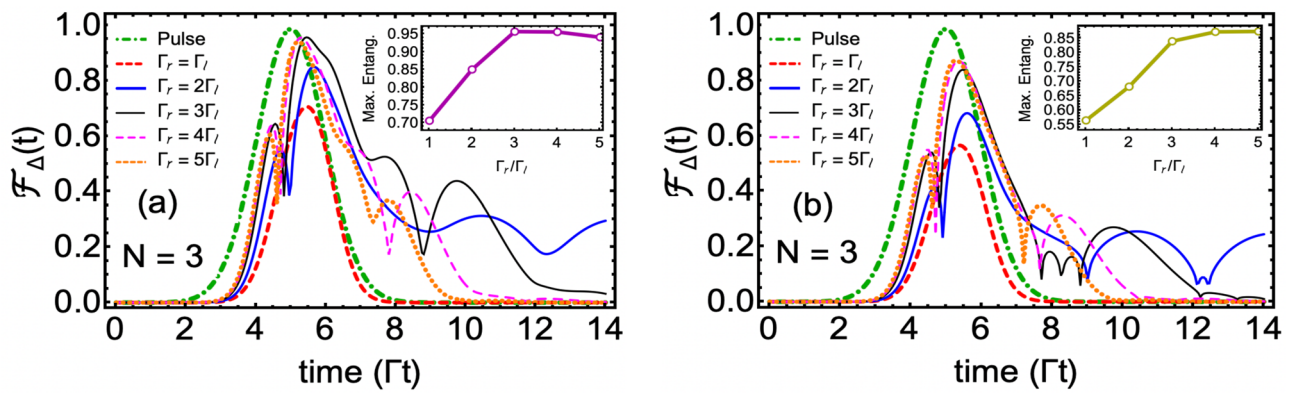 1.0
0.8
0.6
0.4
0.2
0.0
ℱΔ(t)
Pulse
Γr = Γl
Γr = 2Γl
Γr = 3Γl
Γr = 4Γl
Γr = 5Γl
(a)
N = 3
Max. Entang.
0.95
0.90
0.85
0.80
0.75
0.70
1 2 3 4 5
Γr/Γl
0 2 4 6 8 10 12 14
time (Γt)
1.0
0.8
0.6
0.4
0.2
0.0
ℱΔ(t)
Pulse
Γr = Γl
Γr = 2Γl
Γr = 3Γl
Γr = 4Γl
Γr = 5Γl
(b)
N = 3
Max. Entang.
0.85
0.80
0.75
0.70
0.65
0.60
0.55
1 2 3 4 5
Γr/Γl
0 2 4 6 8 10 12 14
time (Γt)